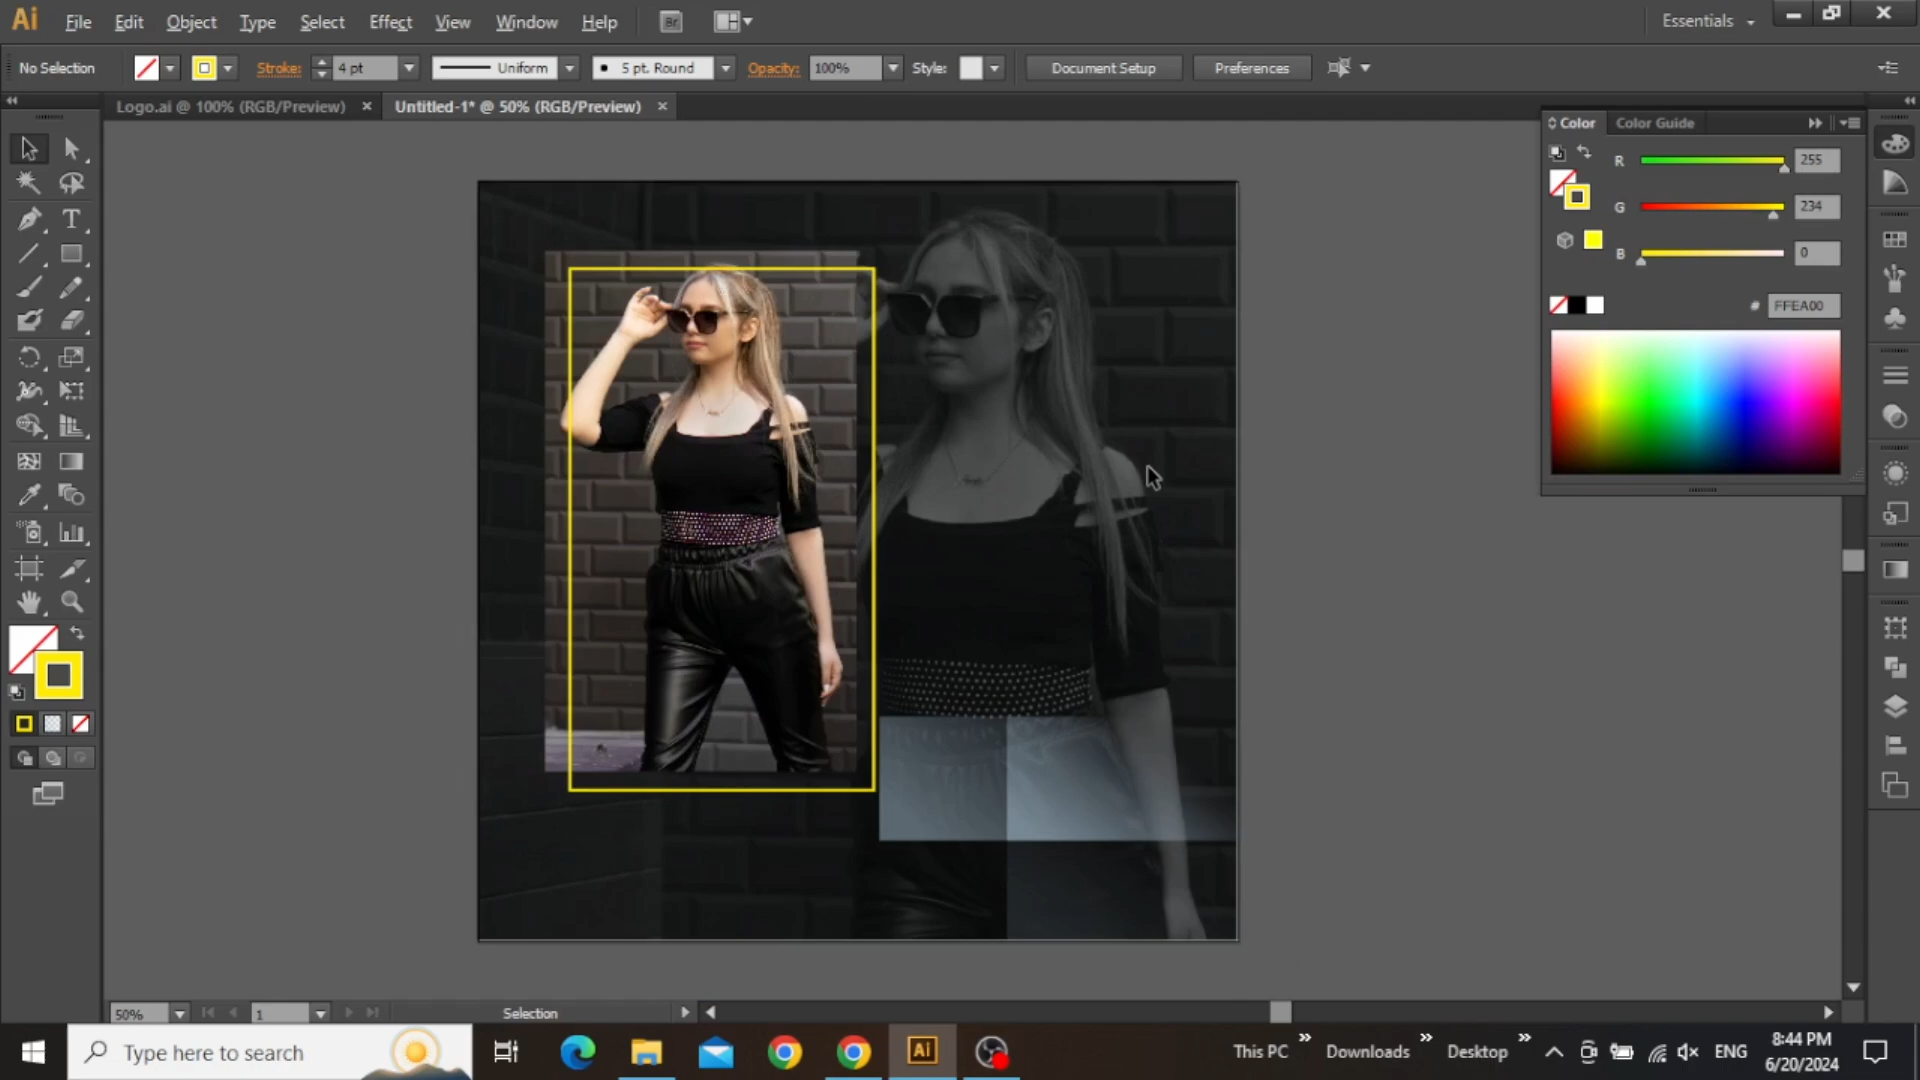 Ai File Edit Object Type Select Effect View Window Help Br Essentials
No Selection Stroke: 4 pt Uniform 5 pt. Round Opacity: 100% Style: Document Setup Preferences
Logo.ai @ 100% (RGB/Preview) × Untitled-1* @ 50% (RGB/Preview) ×
Color Color Guide
R 255
G 234
B 0
# FFEA00
T
50% 1 Selection
Type here to search Ai This PC » Downloads » Desktop » ENG 8:44 PM
6/20/2024